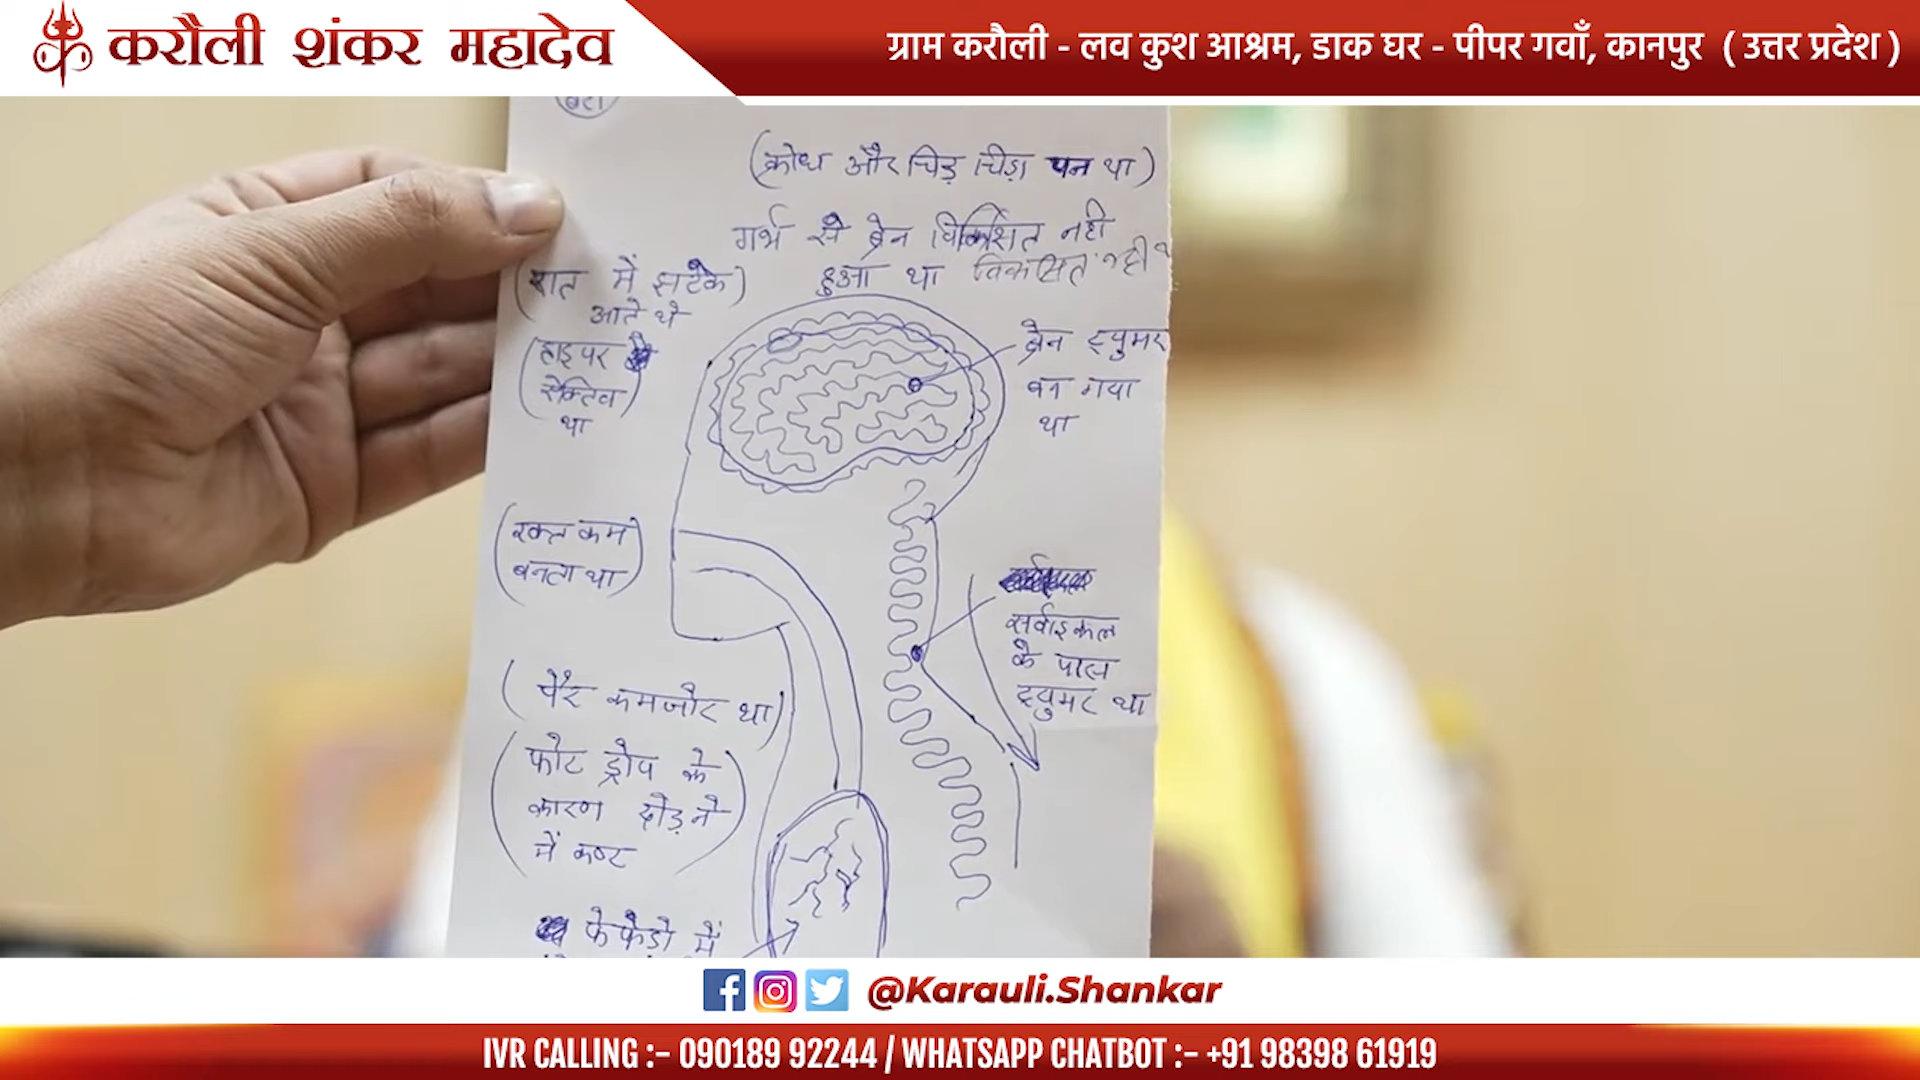 करौली शंकर महादेव
ग्राम करौली - लव कुश आश्रम, डाक घर - पीपर गवाँ, कानपुर ( उत्तर प्रदेश )
(क्रोध और चिड़ चिड़ा पन था)
गर्भ से ब्रेन विकसित नही
हुआ था विकसित नही
(रात में झटके)
आते थे
(हाइपर
सेक्तिव)
था
ब्रेन ट्युमर
बन गया
था
(रक्त कम
बनता था)
सर्वाइकल
के पास
ट्युमर था
(पैर कमजोर था)
(फोट ड्रोप के
कारण दोड़ने
में कष्ट)
फेफेडो में
@Karauli.Shankar
IVR CALLING :- 090189 92244 / WHATSAPP CHATBOT :- +91 98398 61919